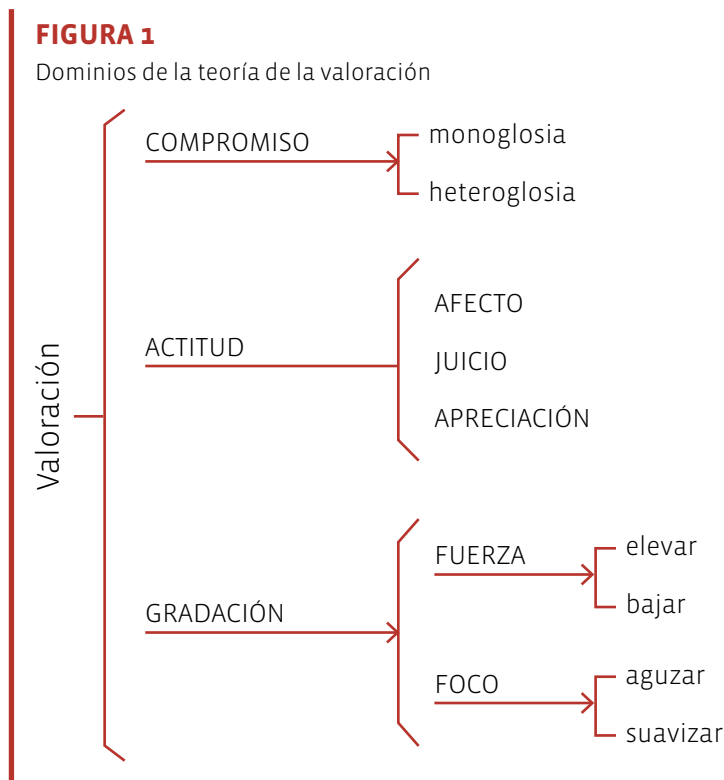 FIGURA 1
Dominios de la teoría de la valoración
Valoración
COMPROMISO
monoglosia
heteroglosia
ACTITUD
AFECTO
JUICIO
APRECIACIÓN
GRADACIÓN
FUERZA
elevar
bajar
FOCO
aguzar
suavizar